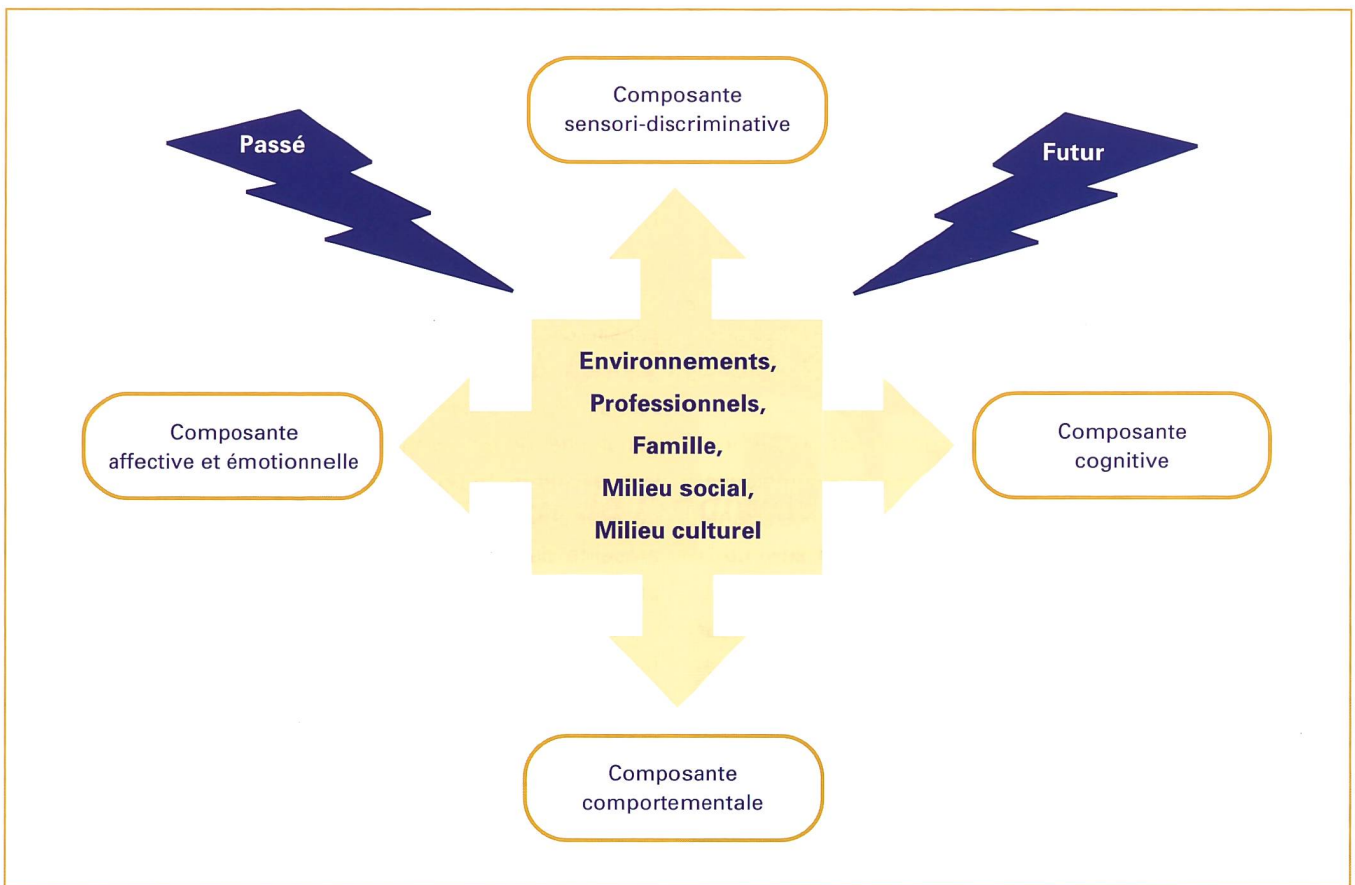 Composante
sensori-discriminative
Passé
Futur
Environnements,
Professionnels,
Famille,
Milieu social,
Milieu culturel
Composante
affective et émotionnelle
Composante
cognitive
Composante
comportementale